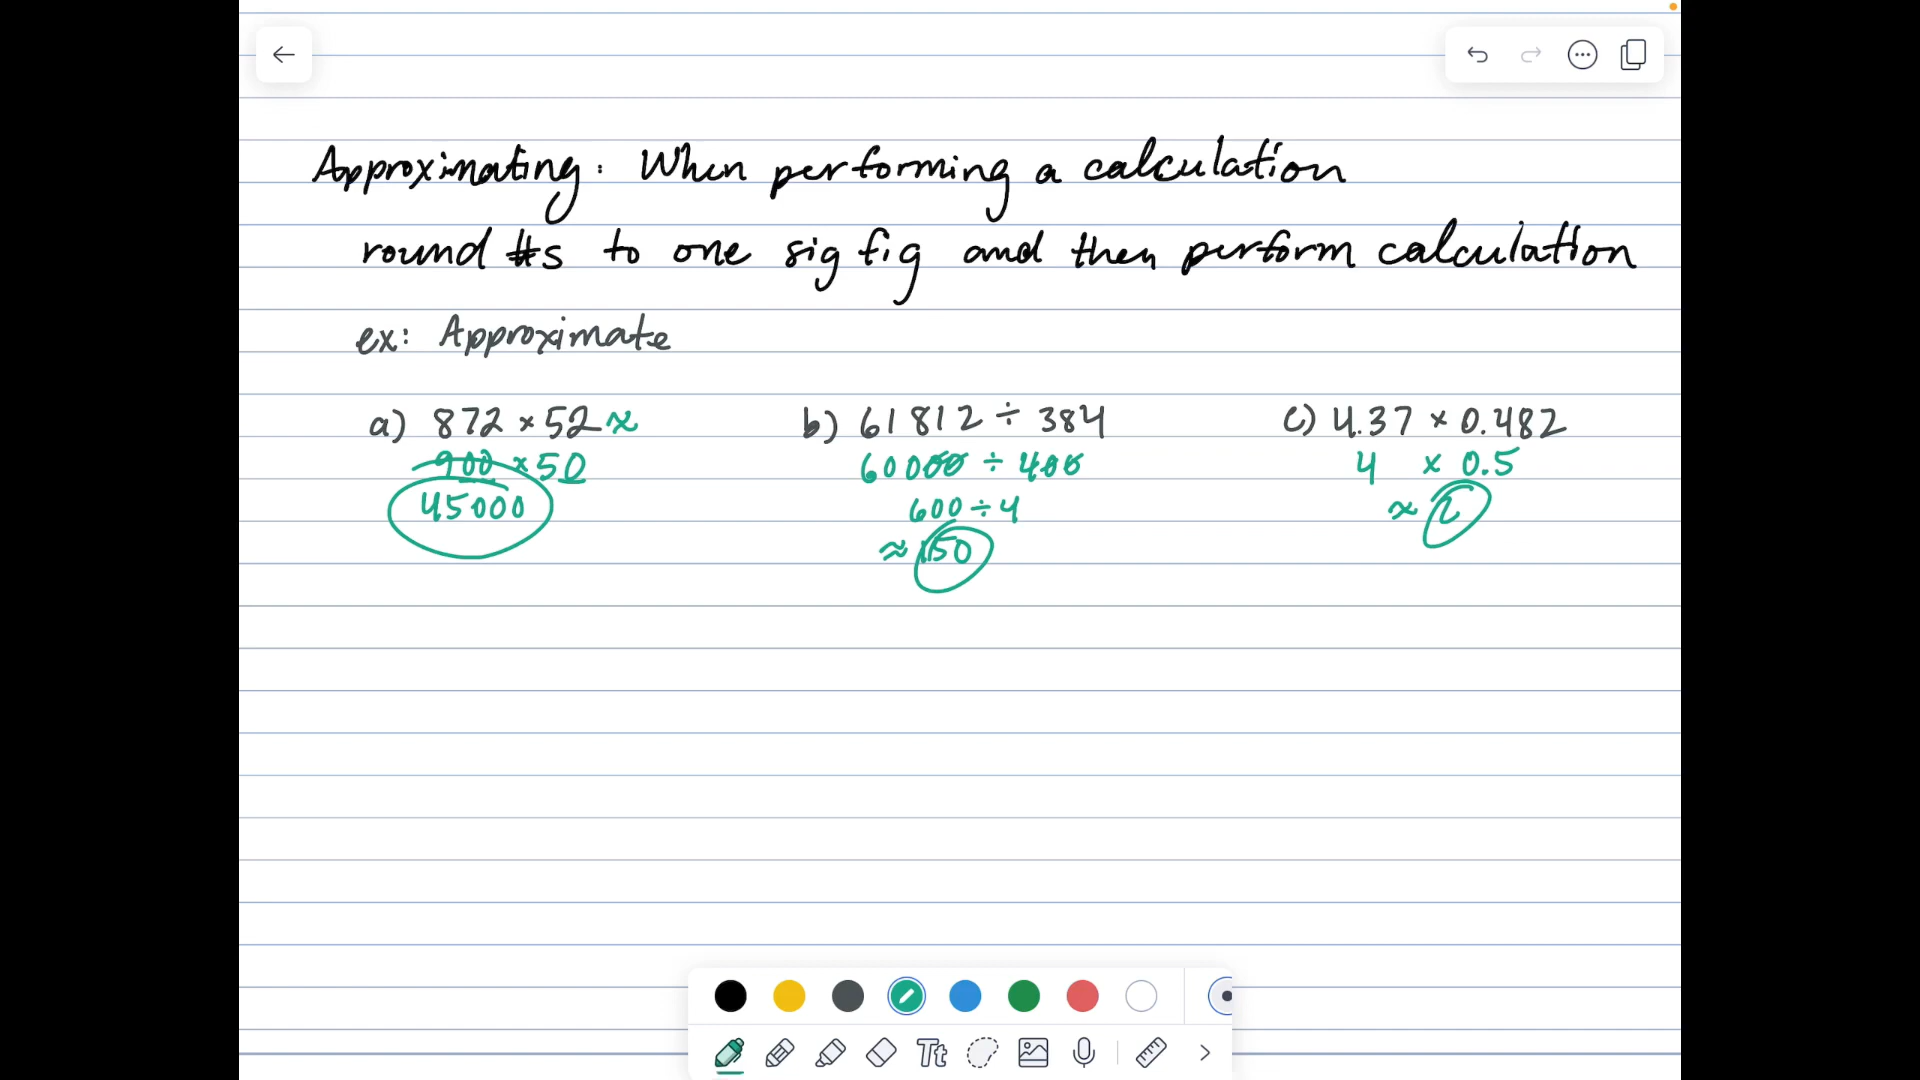 Approximating: When performing a calculation
round #s to one sig fig and then perform calculation
ex: Approximate
a) 872 × 52 ≈
900 × 50
45000
b) 61812 ÷ 384
60000 ÷ 400
600 ÷ 4
≈ 150
c) 4.37 × 0.482
4 × 0.5
≈ 2
Tt